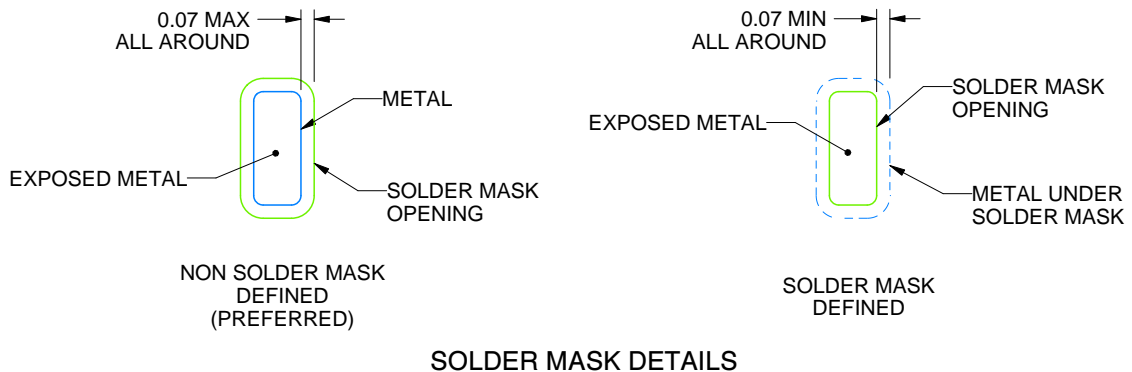 0.07 MAX
ALL AROUND
METAL
EXPOSED METAL
SOLDER MASK
OPENING
NON SOLDER MASK
DEFINED
(PREFERRED)
0.07 MIN
ALL AROUND
SOLDER MASK
OPENING
EXPOSED METAL
METAL UNDER
SOLDER MASK
SOLDER MASK
DEFINED
SOLDER MASK DETAILS